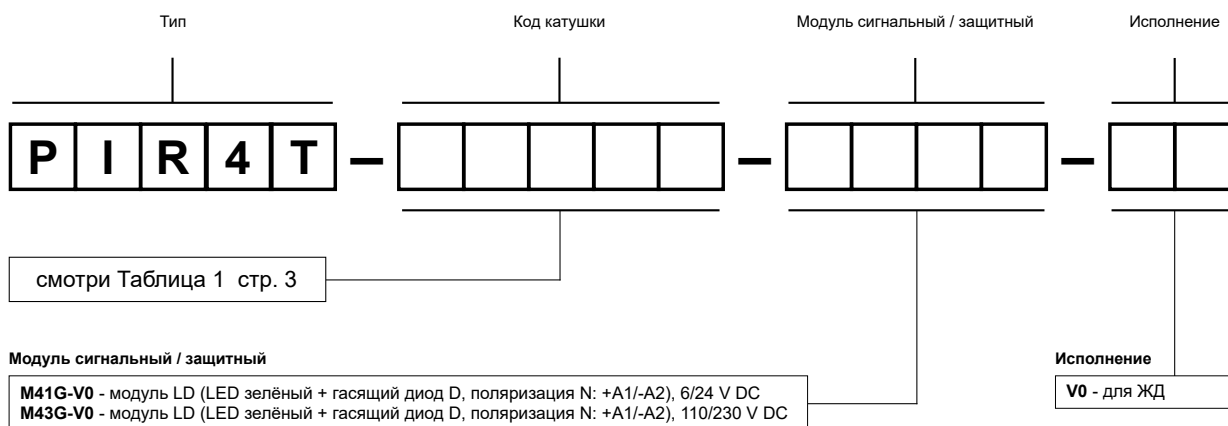 Тип
Код катушки
Модуль сигнальный / защитный
Исполнение
P I R 4 T – – –
смотри Таблица 1 стр. 3
Модуль сигнальный / защитный
M41G-V0 - модуль LD (LED зелёный + гасящий диод D, поляризация N: +A1/-A2), 6/24 V DC
M43G-V0 - модуль LD (LED зелёный + гасящий диод D, поляризация N: +A1/-A2), 110/230 V DC
Исполнение
V0 - для ЖД